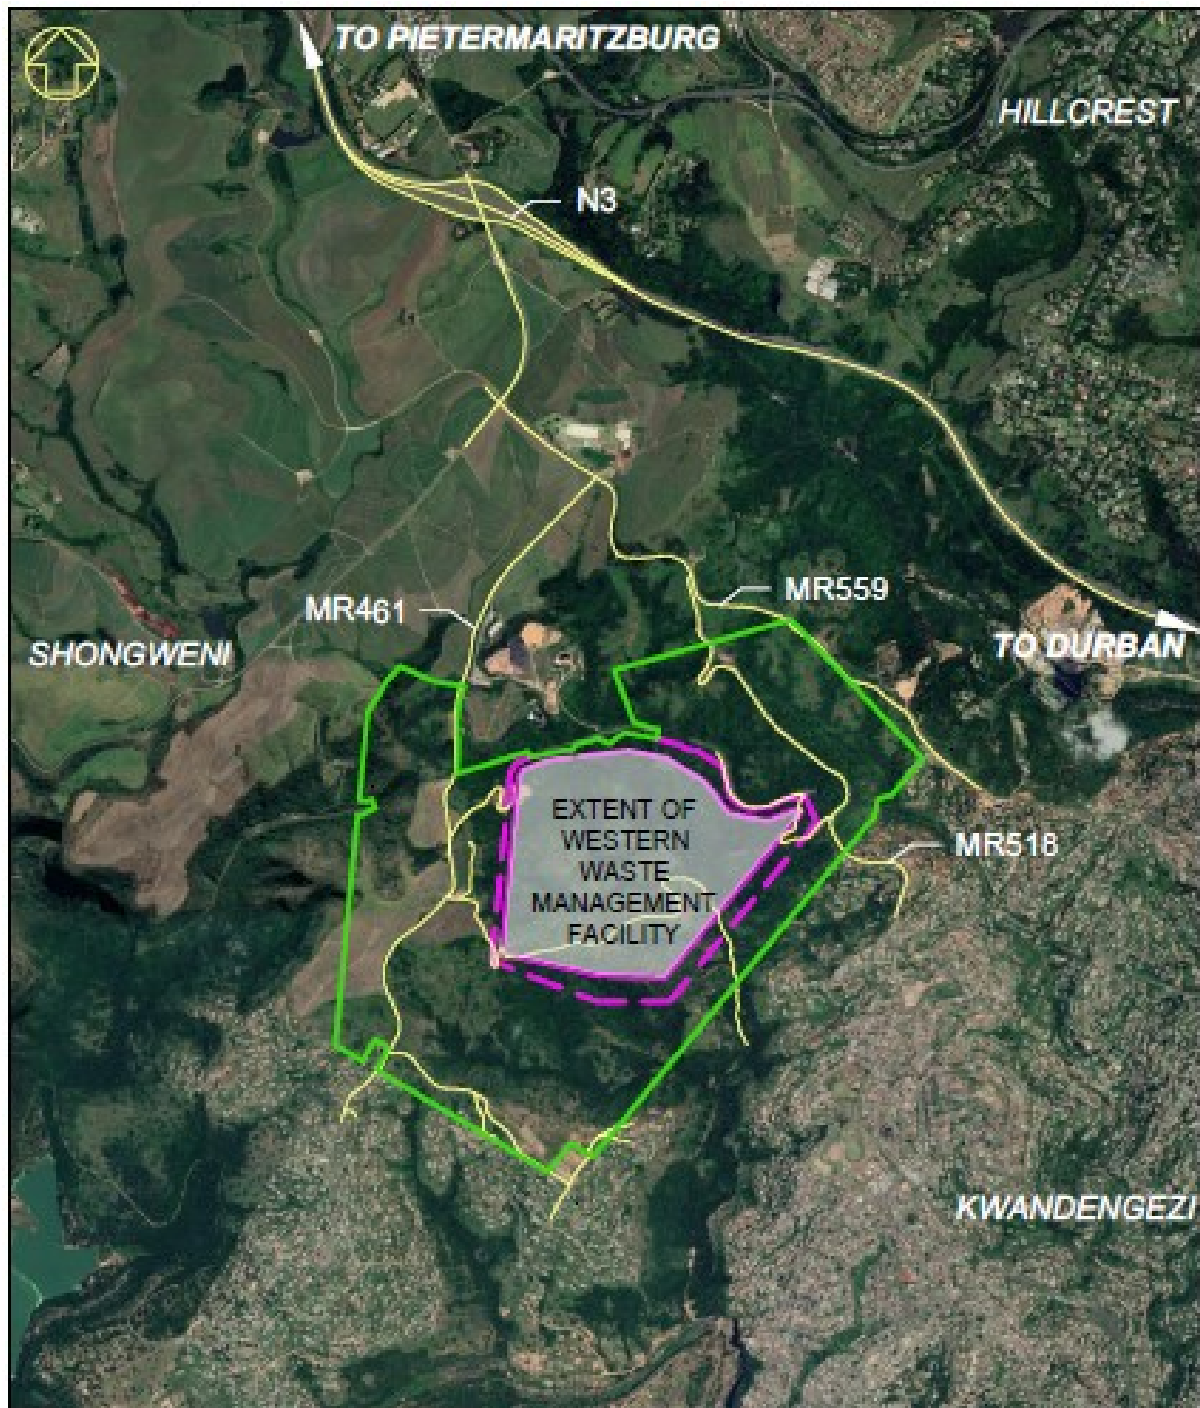 TO PIETERMARITZBURG
HILLCREST
N3
MR461
MR559
SHONGWENI
TO DURBAN
EXTENT OF
WESTERN
WASTE
MANAGEMENT
FACILITY
MR518
KWANDENGEZI